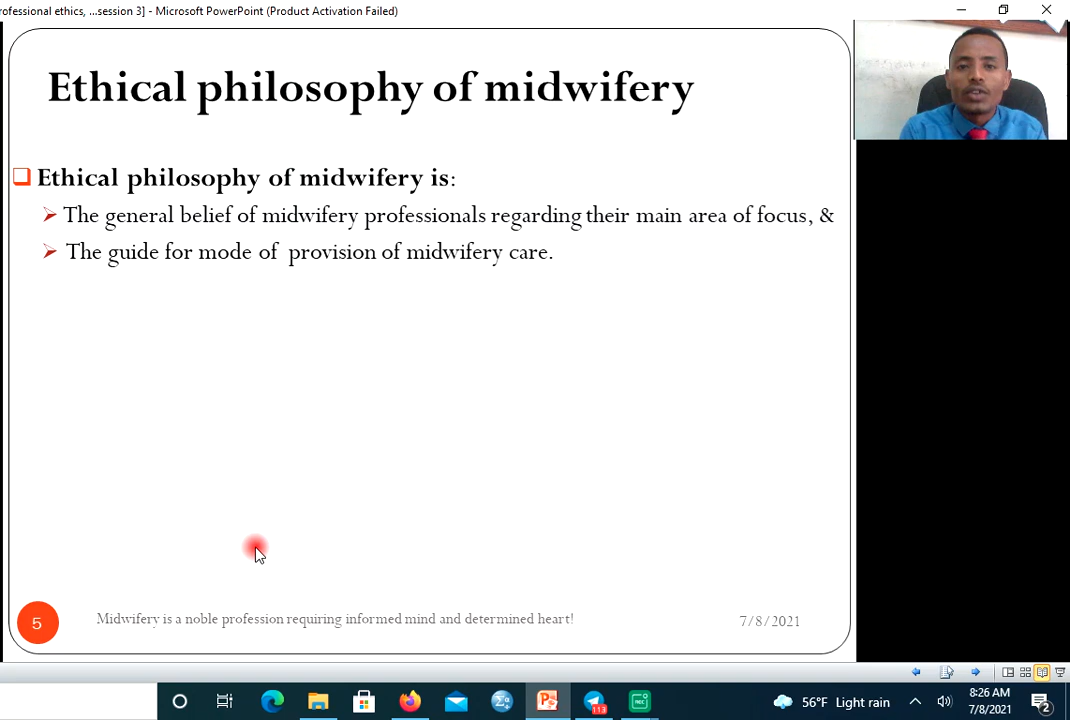 ofessional ethics, ...session 3] - Microsoft PowerPoint (Product Activation Failed)
Ethical philosophy of midwifery
Ethical philosophy of midwifery is:
The general belief of midwifery professionals regarding their main area of focus, &
The guide for mode of provision of midwifery care.
5
Midwifery is a noble profession requiring informed mind and determined heart!
7/8/2021
113
REC
56°F Light rain
8:26 AM
7/8/2021
2